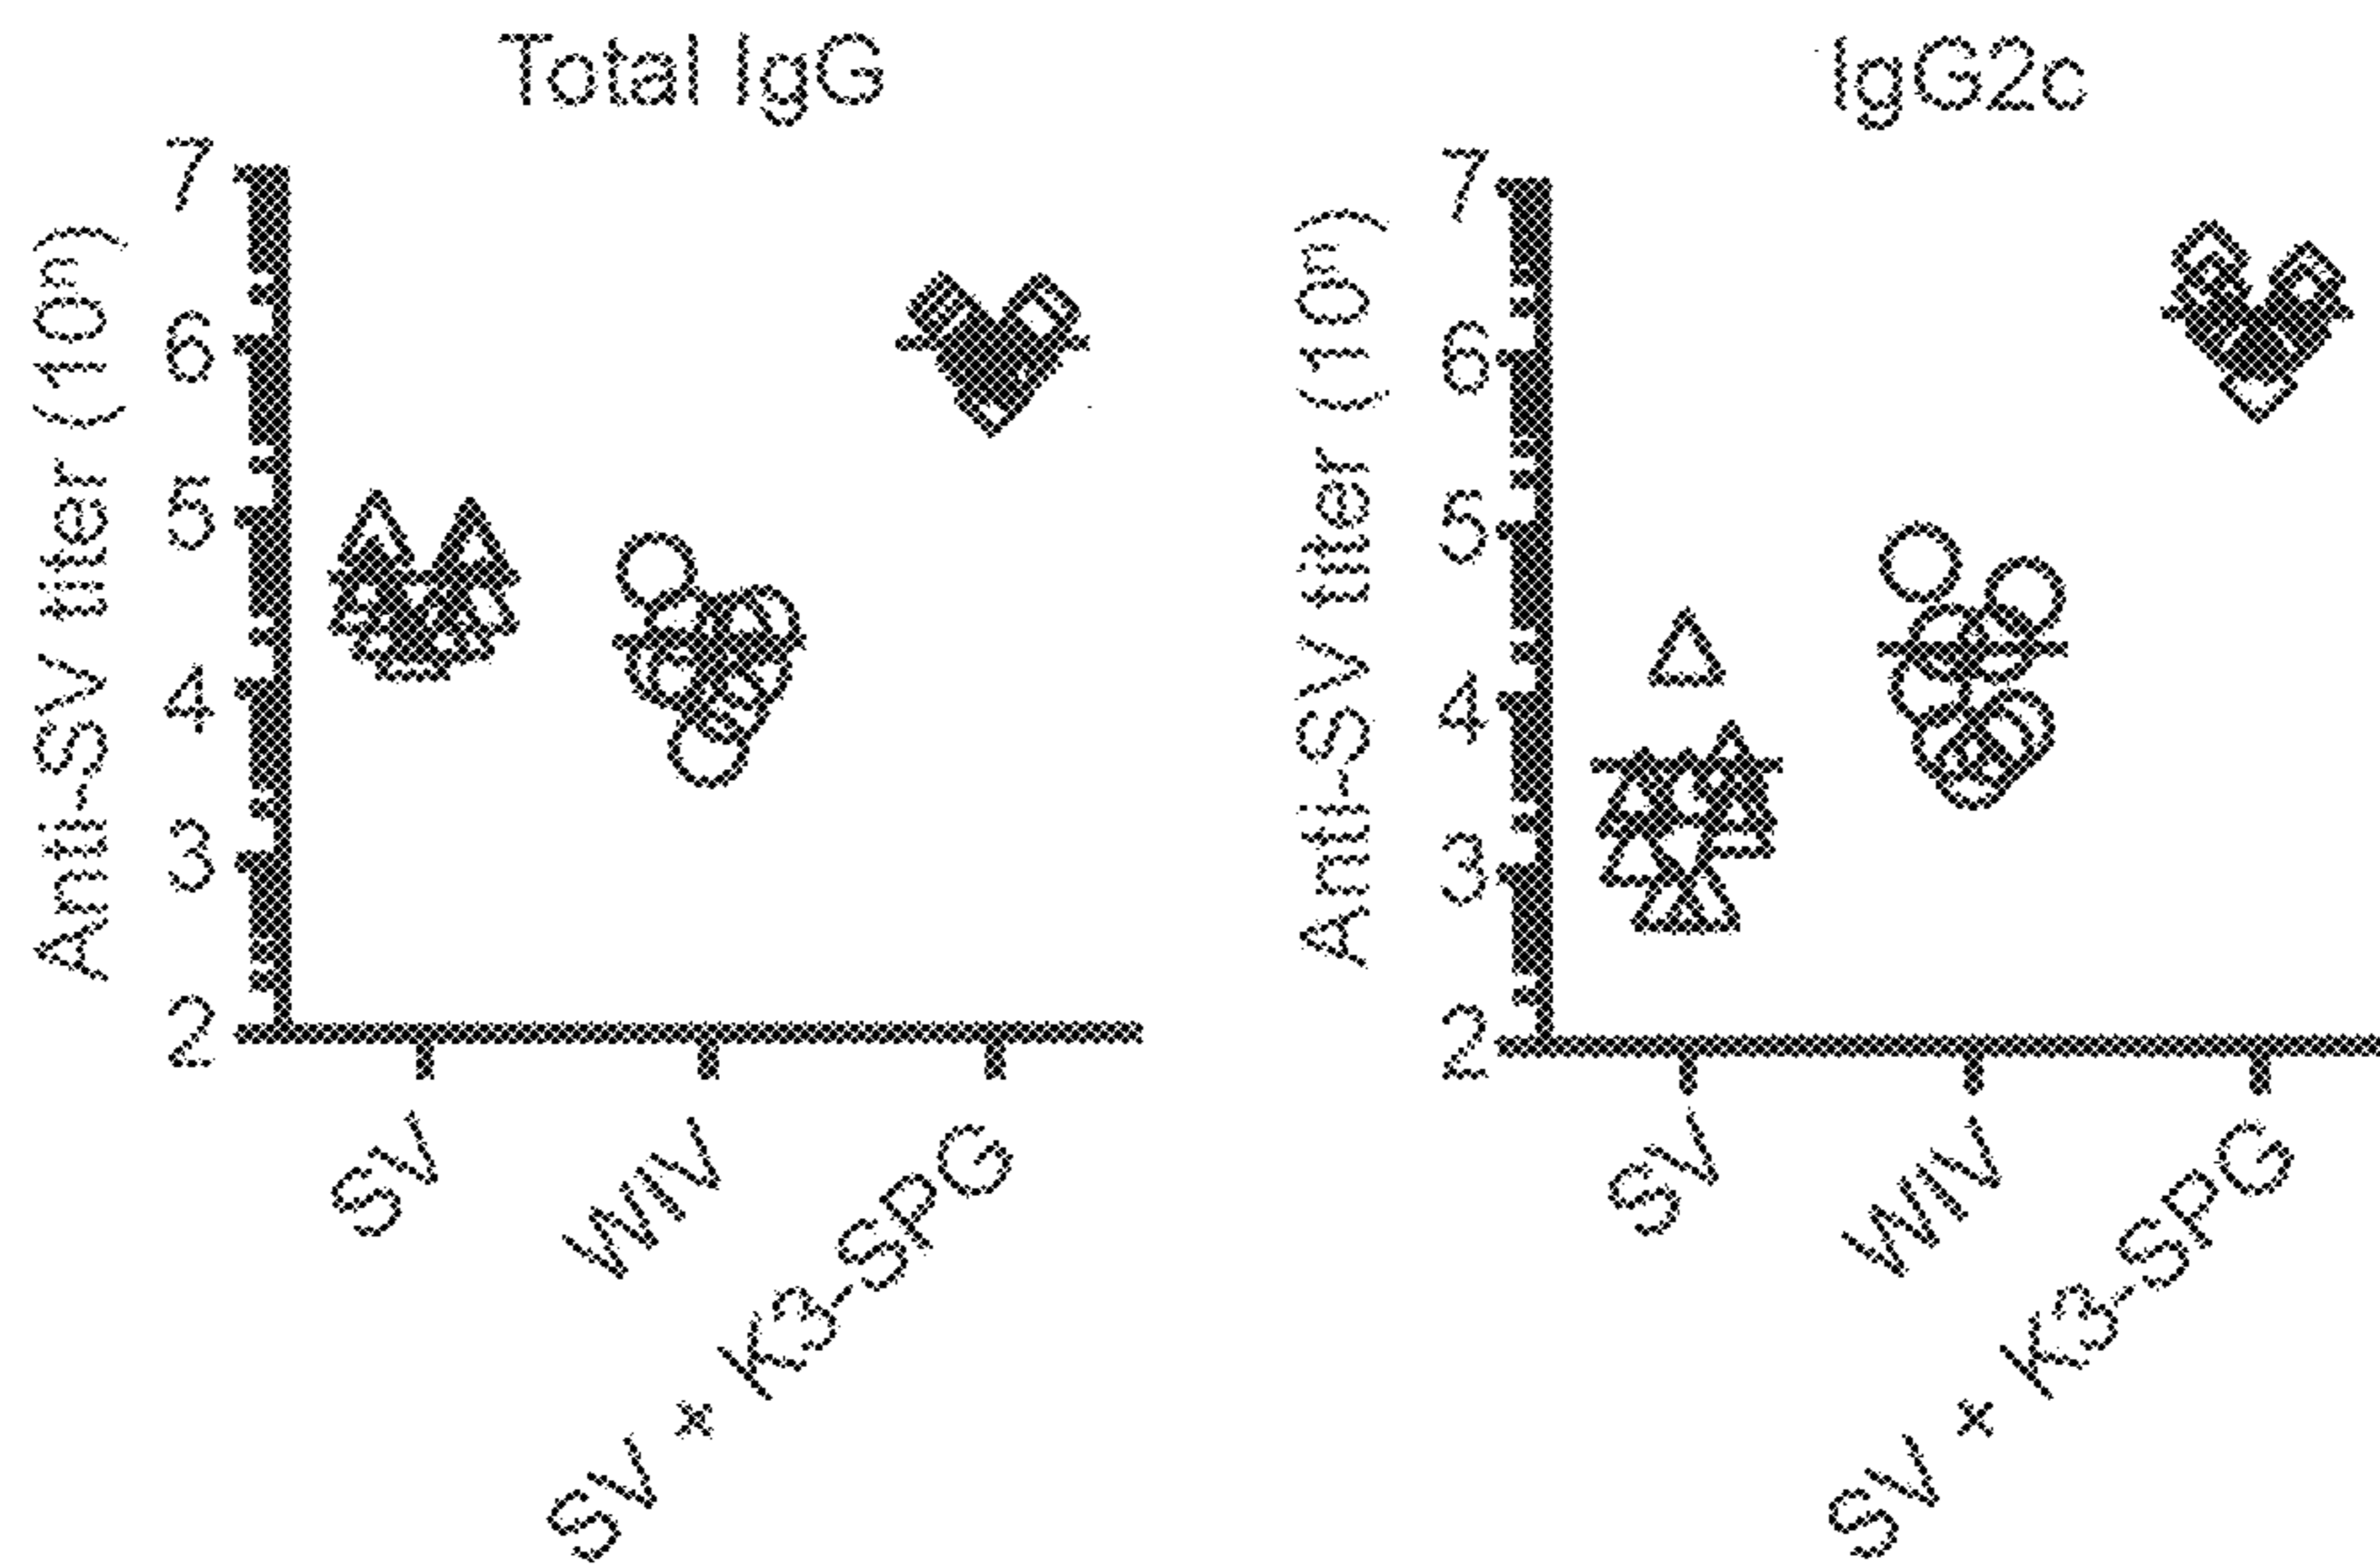 Total IgG
Anti-SV titer (10n)
7
6
5
4
3
2
SV
WIV
SV + K3-SPG
IgG2c
Anti-SV titer (10n)
7
6
5
4
3
2
SV
WIV
SV + K3-SPG